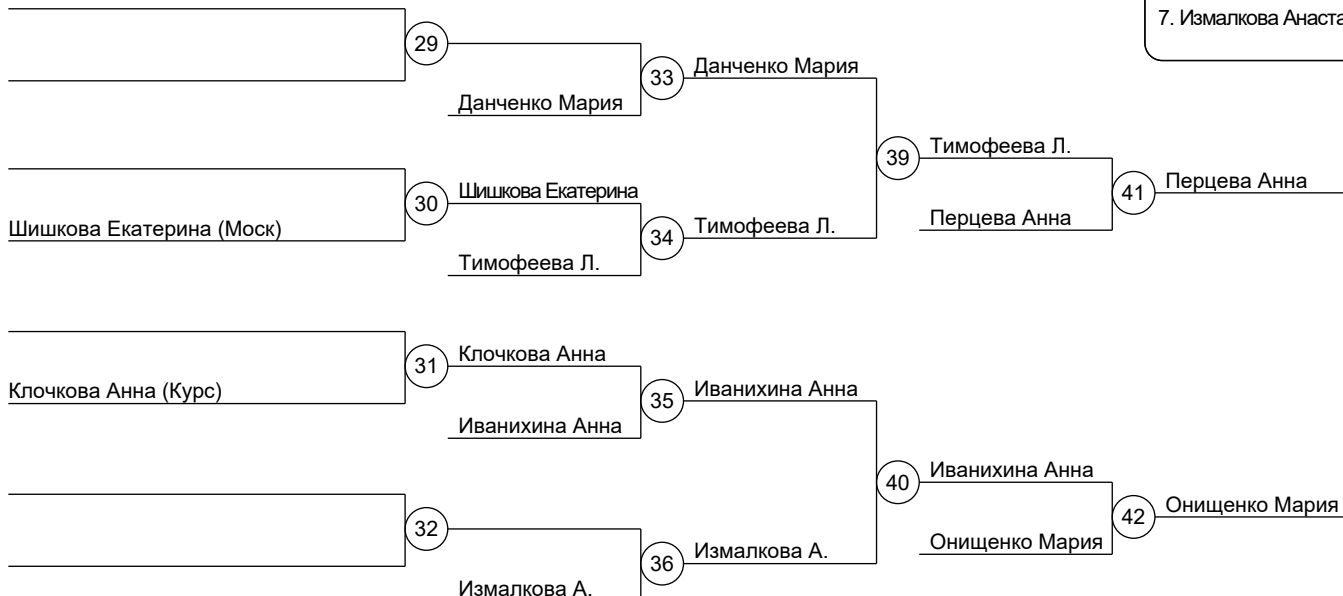 7. Измалкова Анаста
29
33
Данченко Мария
Данченко Мария
39
Тимофеева Л.
30
Шишкова Екатерина
41
Перцева Анна
Шишкова Екатерина (Моск)
34
Тимофеева Л.
Перцева Анна
Тимофеева Л.
31
Клочкова Анна
Клочкова Анна (Курс)
35
Иванихина Анна
Иванихина Анна
40
Иванихина Анна
32
42
Онищенко Мария
36
Измалкова А.
Онищенко Мария
Измалкова А.